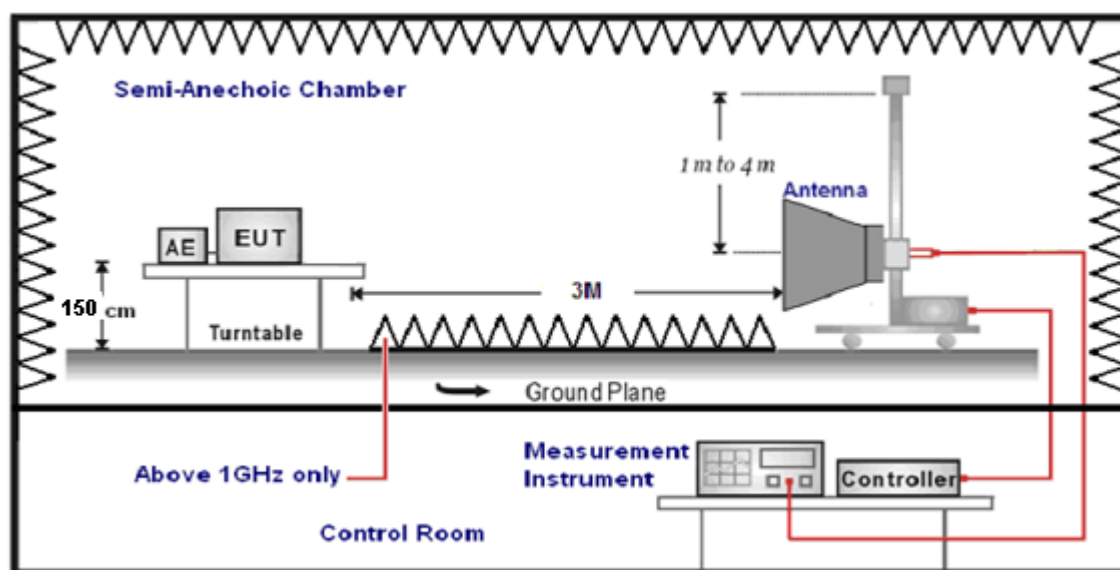 Semi-Anechoic Chamber
1 m to 4 m
Antenna
AE
EUT
150 cm
3M
Turntable
Ground Plane
Above 1GHz only
Measurement
Instrument
Controller
Control Room